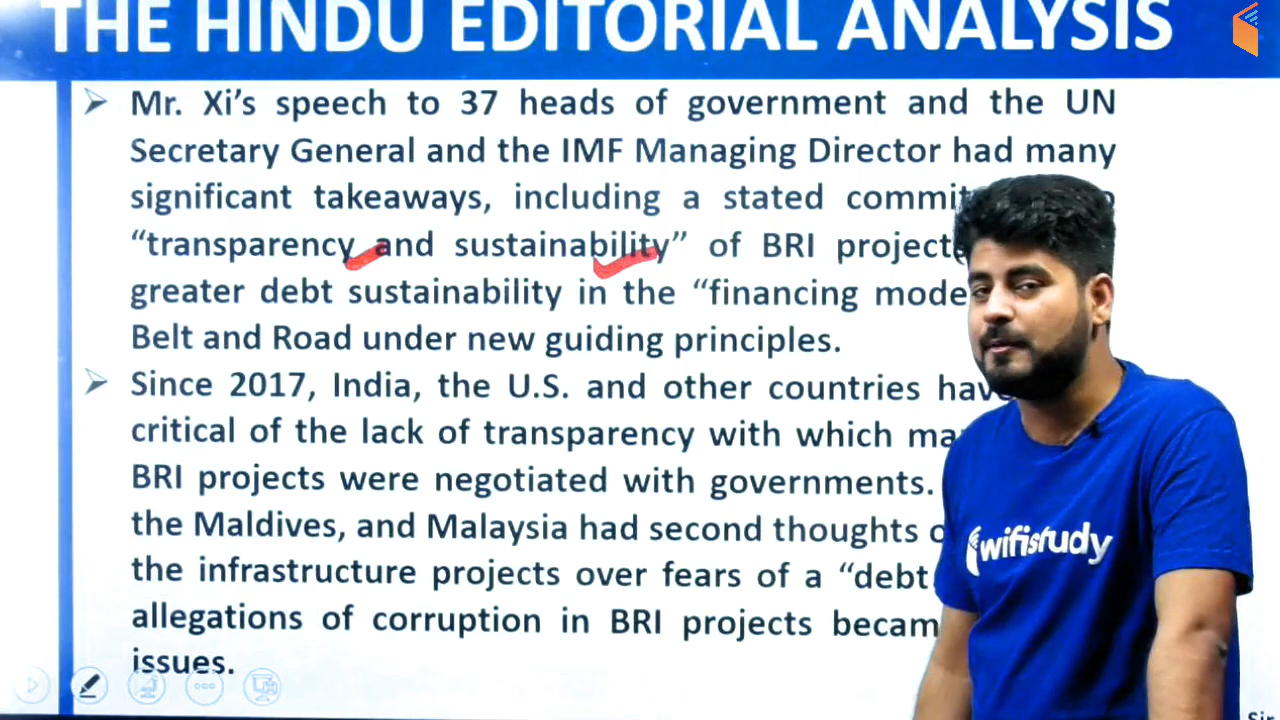 THE HINDU EDITORIAL ANALYSIS
Mr. Xi's speech to 37 heads of government and the UN
Secretary General and the IMF Managing Director had many
significant takeaways, including a stated commit
“transparency and sustainability” of BRI project
greater debt sustainability in the “financing mode
Belt and Road under new guiding principles.
Since 2017, India, the U.S. and other countries hav
critical of the lack of transparency with which ma
BRI projects were negotiated with governments.
the Maldives, and Malaysia had second thoughts
the infrastructure projects over fears of a “debt
allegations of corruption in BRI projects becam
issues.
wifistudy